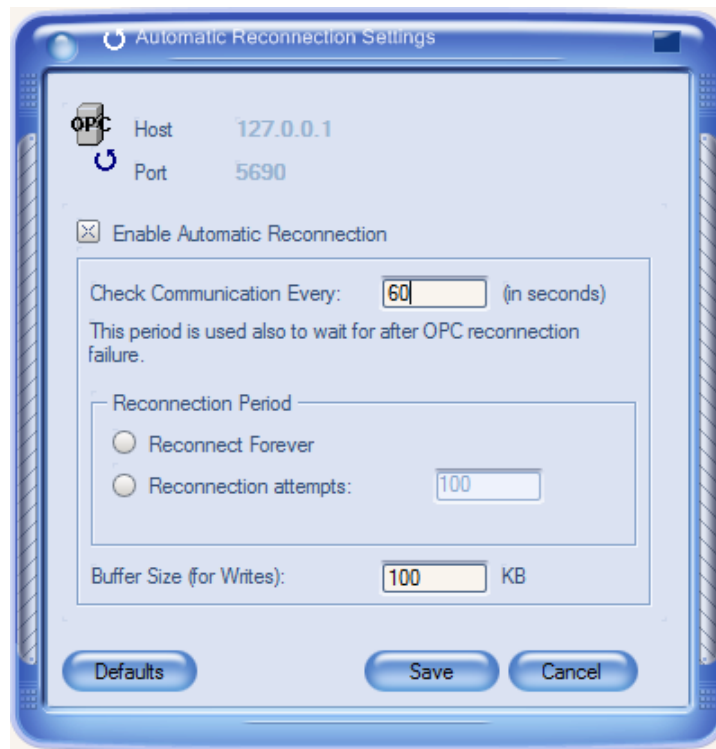 Automatic Reconnection Settings
OPC
Host 127.0.0.1
Port 5690
Enable Automatic Reconnection
Check Communication Every: 60 (in seconds)
This period is used also to wait for after OPC reconnection
failure.
Reconnection Period
Reconnect Forever
Reconnection attempts: 100
Buffer Size (for Writes): 100 KB
Defaults Save Cancel